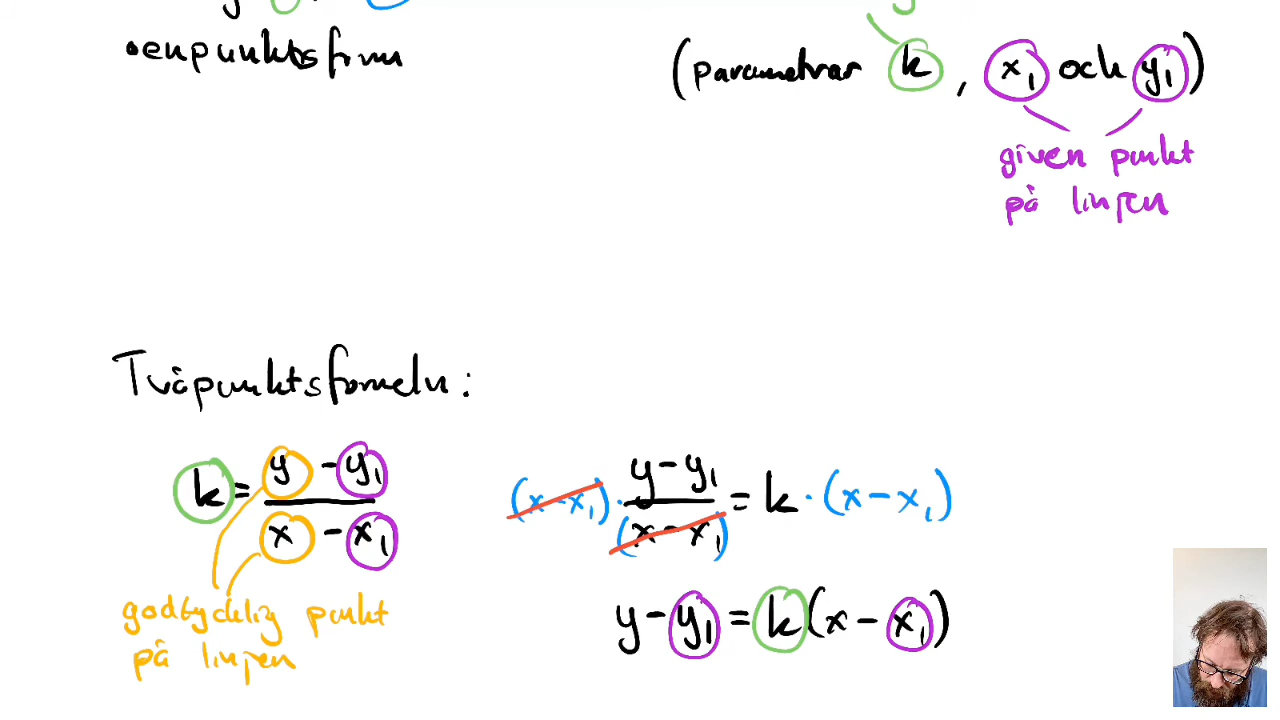 •enpunktsform
(parametrar k, x₁ och y₁)
given punkt
på linjen
Tvåpunktsformeln:
k = (y - y₁)/(x - x₁)
godtycklig punkt
på linjen
(x - x₁) · (y - y₁)/(x - x₁) = k · (x - x₁)
y - y₁ = k(x - x₁)